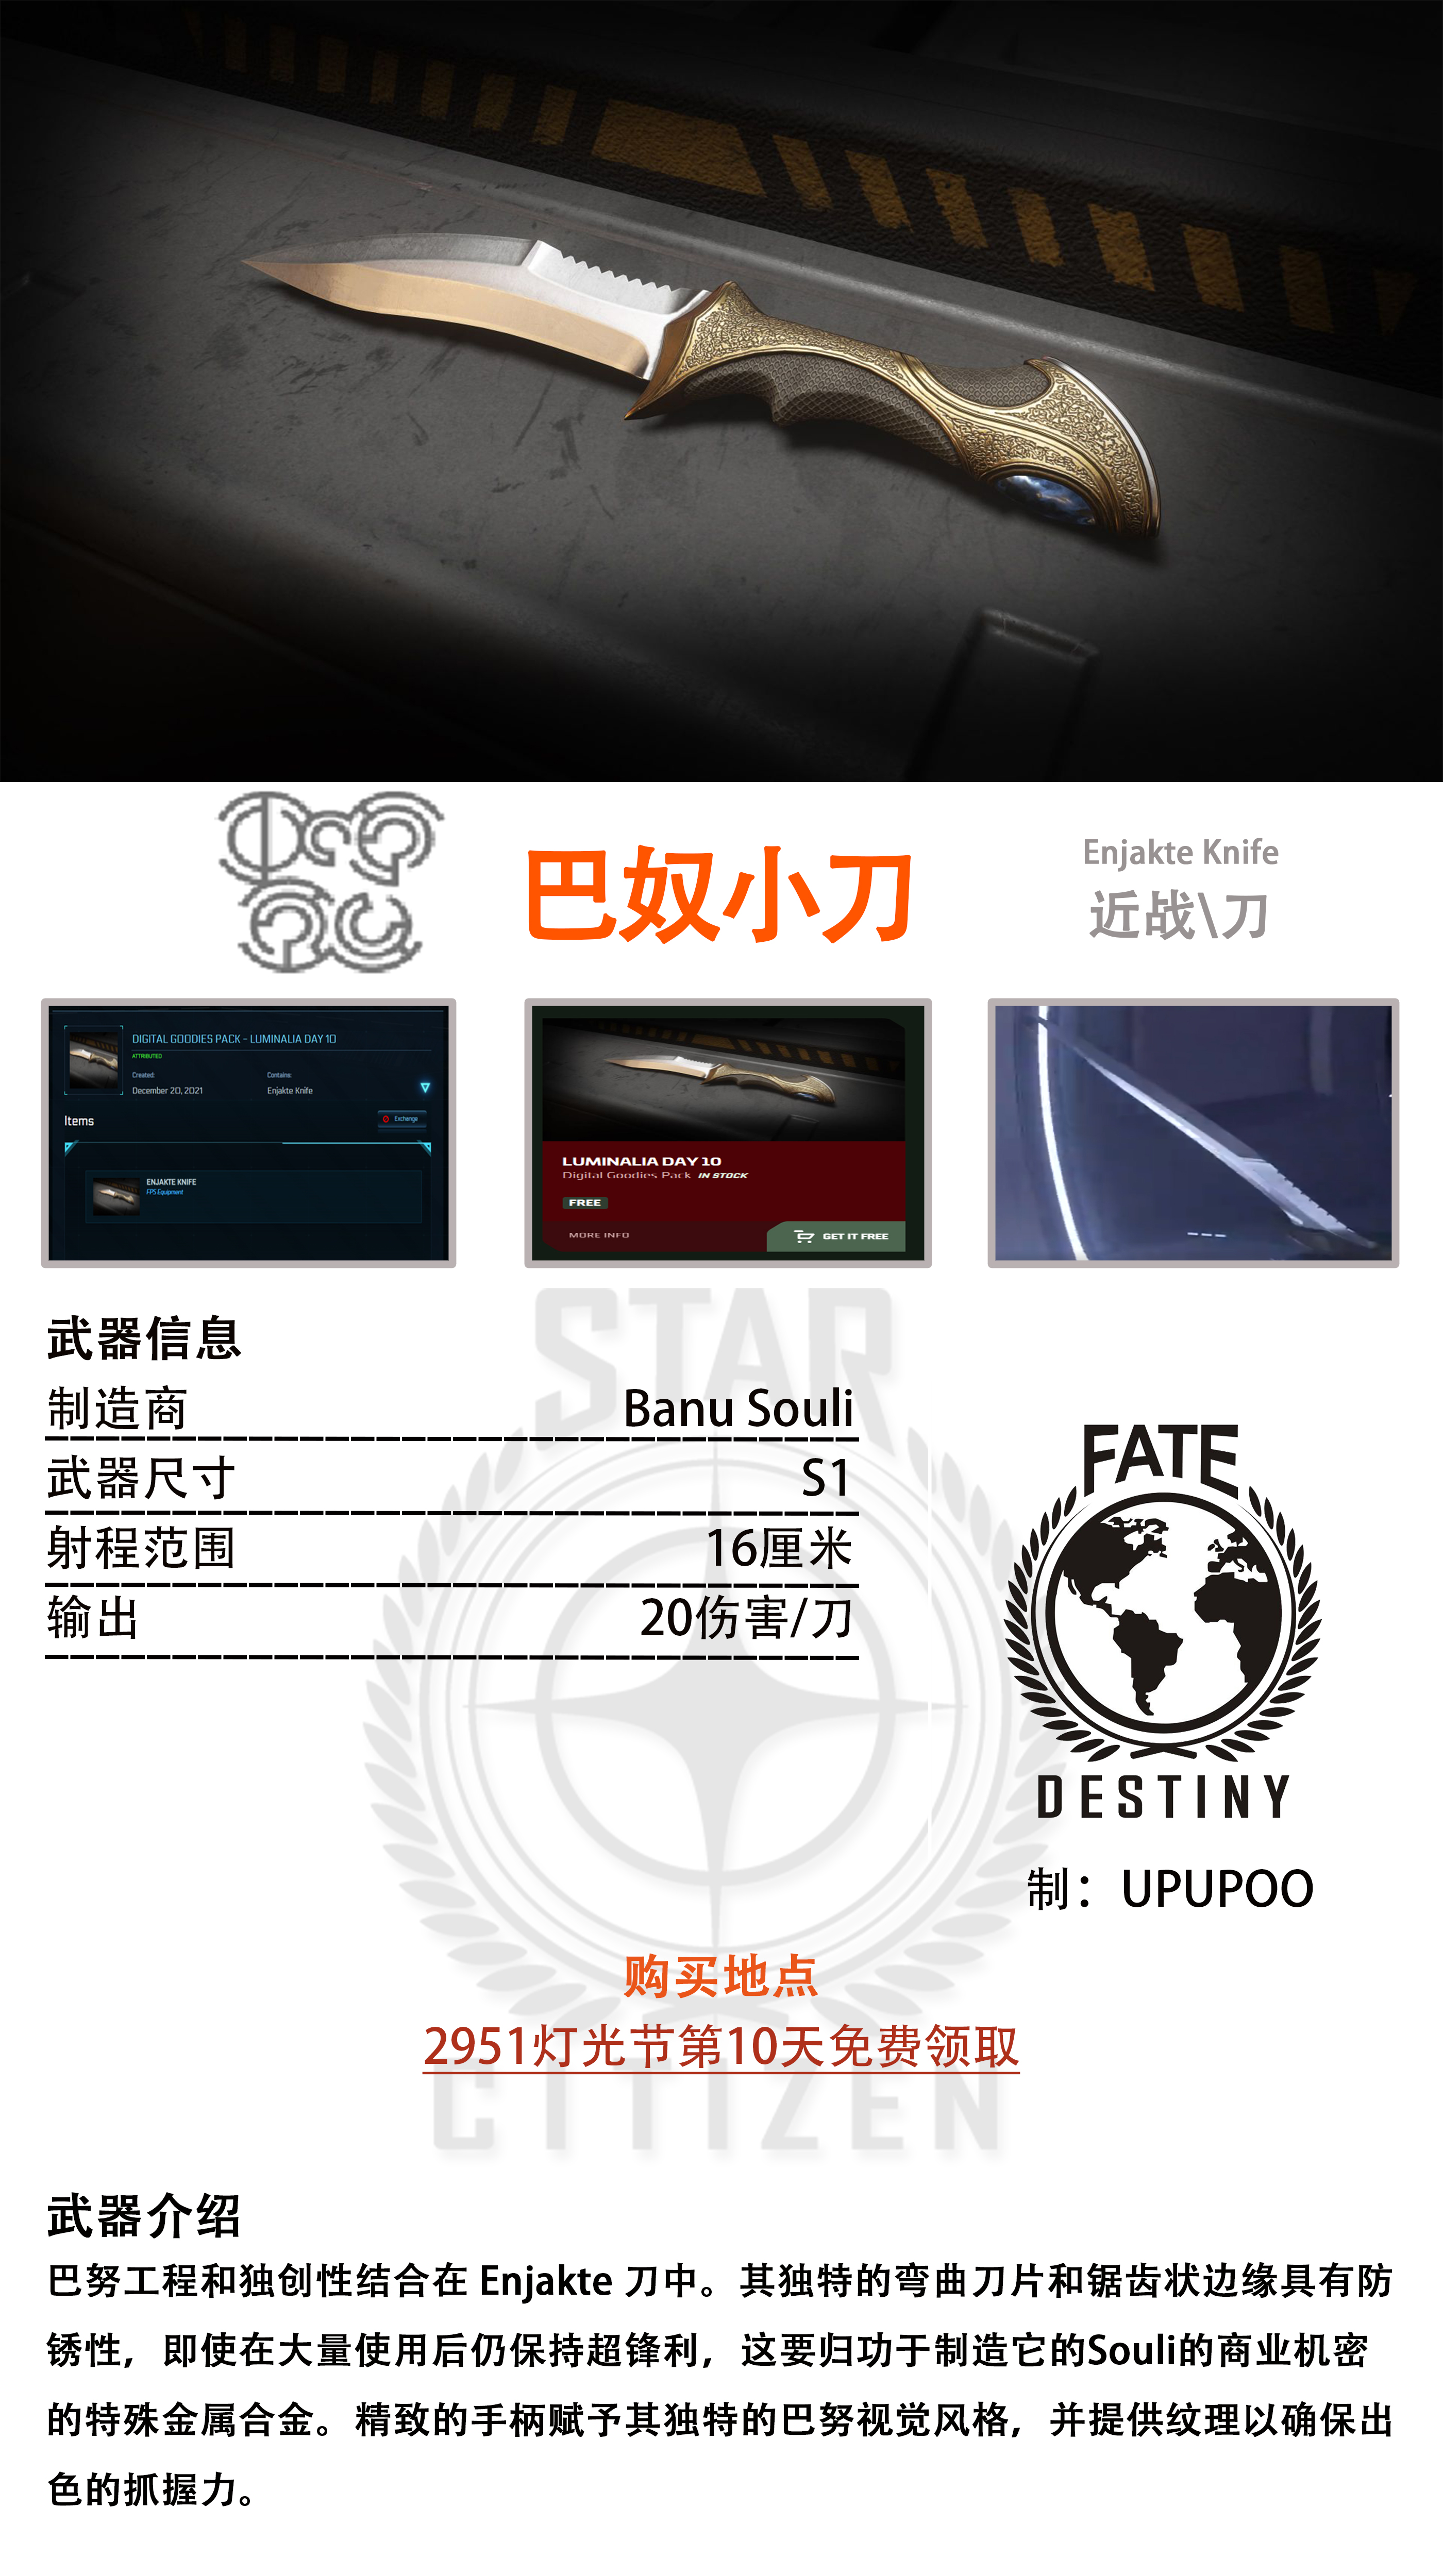 巴奴小刀
Enjakte Knife
近战\刀
DIGITAL GOODIES PACK - LUMINALIA DAY 10
ATTRIBUTED
Created:
Contains:
December 20, 2021
Enjakte Knife
Items
Exchange
ENJAKTE KNIFE
FPS Equipment
LUMINALIA DAY 10
Digital Goodies Pack IN STOCK
FREE
MORE INFO
GET IT FREE
STAR
武器信息
制造商 Banu Souli
武器尺寸 S1
射程范围 16厘米
输出 20伤害/刀
FATE
DESTINY
制：UPUPOO
购买地点
2951灯光节第10天免费领取
CITIZEN
武器介绍
巴努工程和独创性结合在 Enjakte 刀中。其独特的弯曲刀片和锯齿状边缘具有防
锈性，即使在大量使用后仍保持超锋利，这要归功于制造它的Souli的商业机密
的特殊金属合金。精致的手柄赋予其独特的巴努视觉风格，并提供纹理以确保出
色的抓握力。